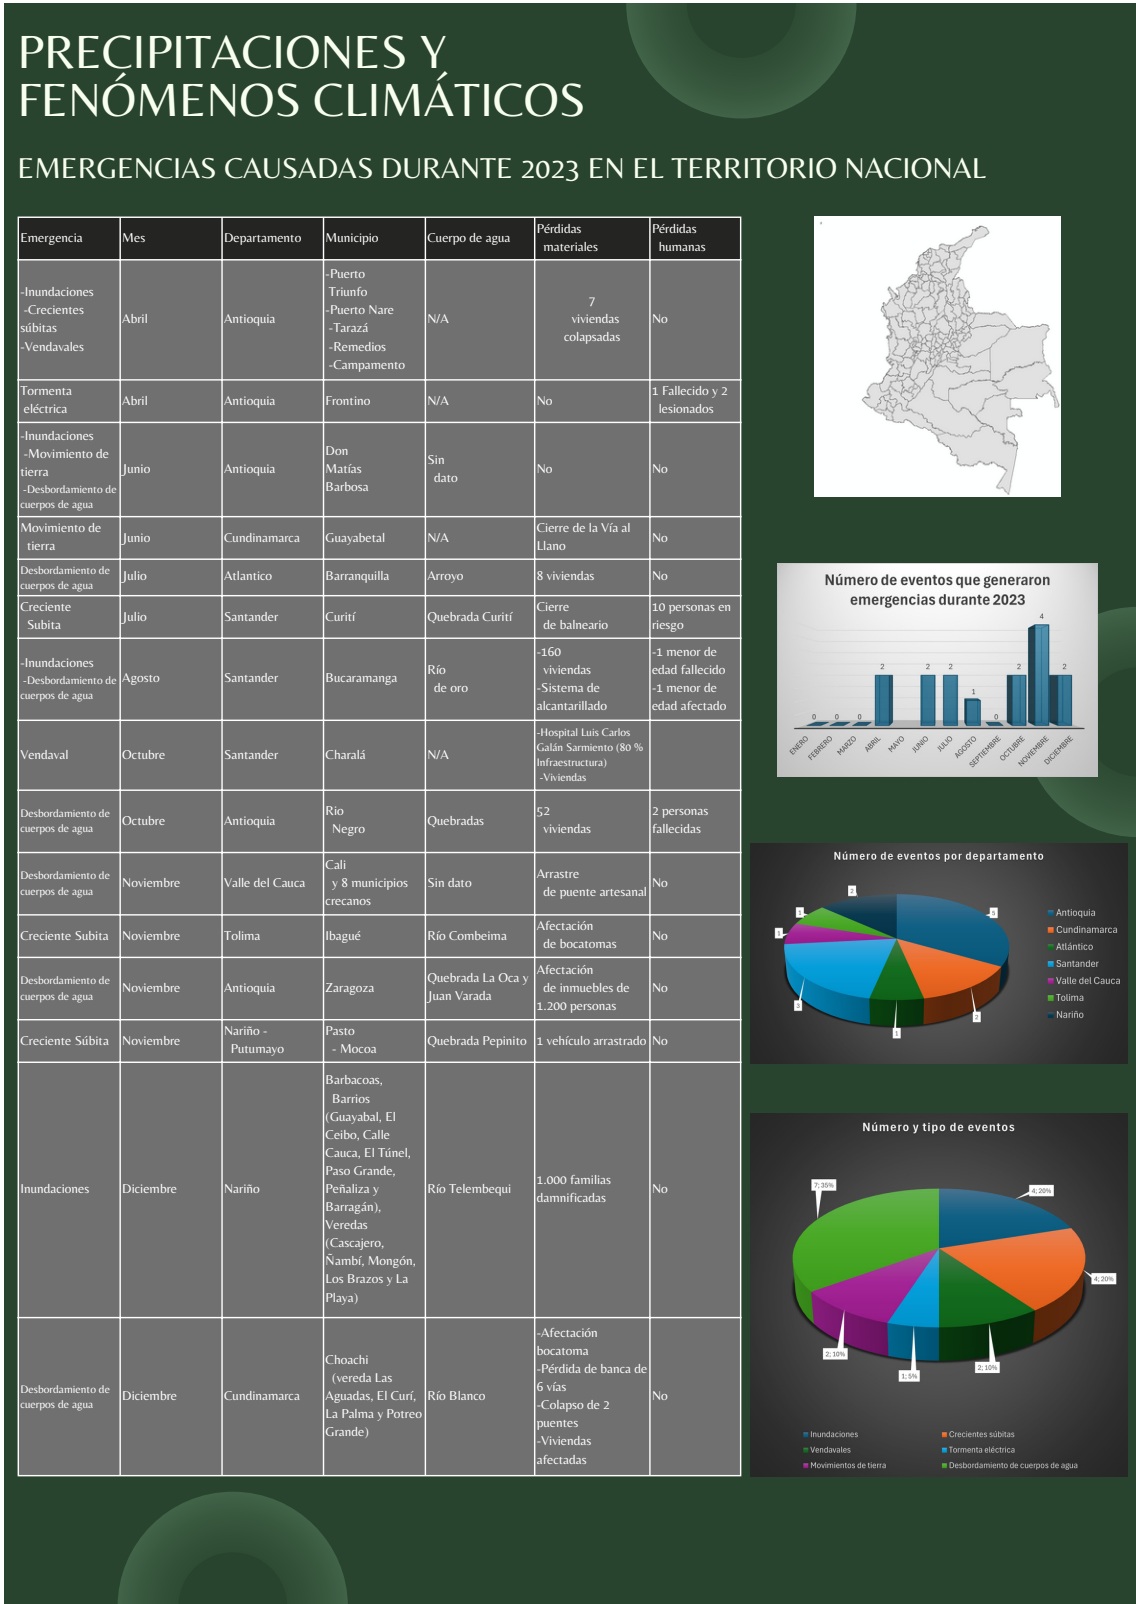 PRECIPITACIONES Y
FENÓMENOS CLIMÁTICOS
EMERGENCIAS CAUSADAS DURANTE 2023 EN EL TERRITORIO NACIONAL
Emergencia
Mes
Departamento
Municipio
Cuerpo de agua
Pérdidas
materiales
Pérdidas
humanas
-Inundaciones
-Crecientes
súbitas
-Vendavales
Abril
Antioquia
-Puerto
Triunfo
-Puerto Nare
-Tarazá
-Remedios
-Campamento
N/A
7
viviendas
colapsadas
No
Tormenta
eléctrica
Abril
Antioquia
Frontino
N/A
No
1 Fallecido y 2
lesionados
-Inundaciones
-Movimiento de
tierra
-Desbordamiento de
cuerpos de agua
Junio
Antioquia
Don
Matías
Barbosa
Sin
dato
No
No
Movimiento de
tierra
Junio
Cundinamarca
Guayabetal
N/A
Cierre de la Vía al
Llano
No
Desbordamiento de
cuerpos de agua
Julio
Atlantico
Barranquilla
Arroyo
8 viviendas
No
Creciente
Subita
Julio
Santander
Curití
Quebrada Curití
Cierre
de balneario
10 personas en
riesgo
-Inundaciones
-Desbordamiento de
cuerpos de agua
Agosto
Santander
Bucaramanga
Río
de oro
-160
viviendas
-Sistema de
alcantarillado
-1 menor de
edad fallecido
-1 menor de
edad afectado
Vendaval
Octubre
Santander
Charalá
N/A
-Hospital Luis Carlos
Galán Sarmiento (80 %
Infraestructura)
-Viviendas
Desbordamiento de
cuerpos de agua
Octubre
Antioquia
Rio
Negro
Quebradas
52
viviendas
2 personas
fallecidas
Desbordamiento de
cuerpos de agua
Noviembre
Valle del Cauca
Cali
y 8 municipios
crecanos
Sin dato
Arrastre
de puente artesanal
No
Creciente Subita
Noviembre
Tolima
Ibagué
Río Combeima
Afectación
de bocatomas
No
Desbordamiento de
cuerpos de agua
Noviembre
Antioquia
Zaragoza
Quebrada La Oca y
Juan Varada
Afectación
de inmuebles de
1.200 personas
No
Creciente Súbita
Noviembre
Nariño -
Putumayo
Pasto
- Mocoa
Quebrada Pepinito
1 vehículo arrastrado
No
Inundaciones
Diciembre
Nariño
Barbacoas,
Barrios
(Guayabal, El
Ceibo, Calle
Cauca, El Túnel,
Paso Grande,
Peñaliza y
Barragán),
Veredas
(Cascajero,
Ñambí, Mongón,
Los Brazos y La
Playa)
Río Telembequi
1.000 familias
damnificadas
No
Desbordamiento de
cuerpos de agua
Diciembre
Cundinamarca
Choachi
(vereda Las
Aguadas, El Curí,
La Palma y Potreo
Grande)
Río Blanco
-Afectación
bocatoma
-Pérdida de banca de
6 vías
-Colapso de 2
puentes
-Viviendas
afectadas
No
Número de eventos que generaron
emergencias durante 2023
0
0
0
2
2
2
1
0
2
4
2
ENERO
FEBRERO
MARZO
ABRIL
MAYO
JUNIO
JULIO
AGOSTO
SEPTIEMBRE
OCTUBRE
NOVIEMBRE
DICIEMBRE
Número de eventos por departamento
2
1
1
3
1
2
5
Antioquia
Cundinamarca
Atlántico
Santander
Valle del Cauca
Tolima
Nariño
Número y tipo de eventos
7; 35%
4; 20%
4; 20%
2; 10%
1; 5%
2; 10%
Inundaciones
Crecientes súbitas
Vendavales
Tormenta eléctrica
Movimientos de tierra
Desbordamiento de cuerpos de agua